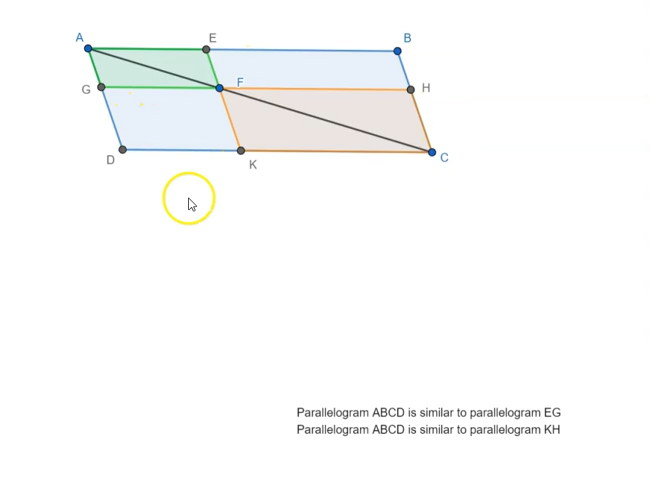 A
E
B
G
F
H
D
K
C
Parallelogram ABCD is similar to parallelogram EG
Parallelogram ABCD is similar to parallelogram KH